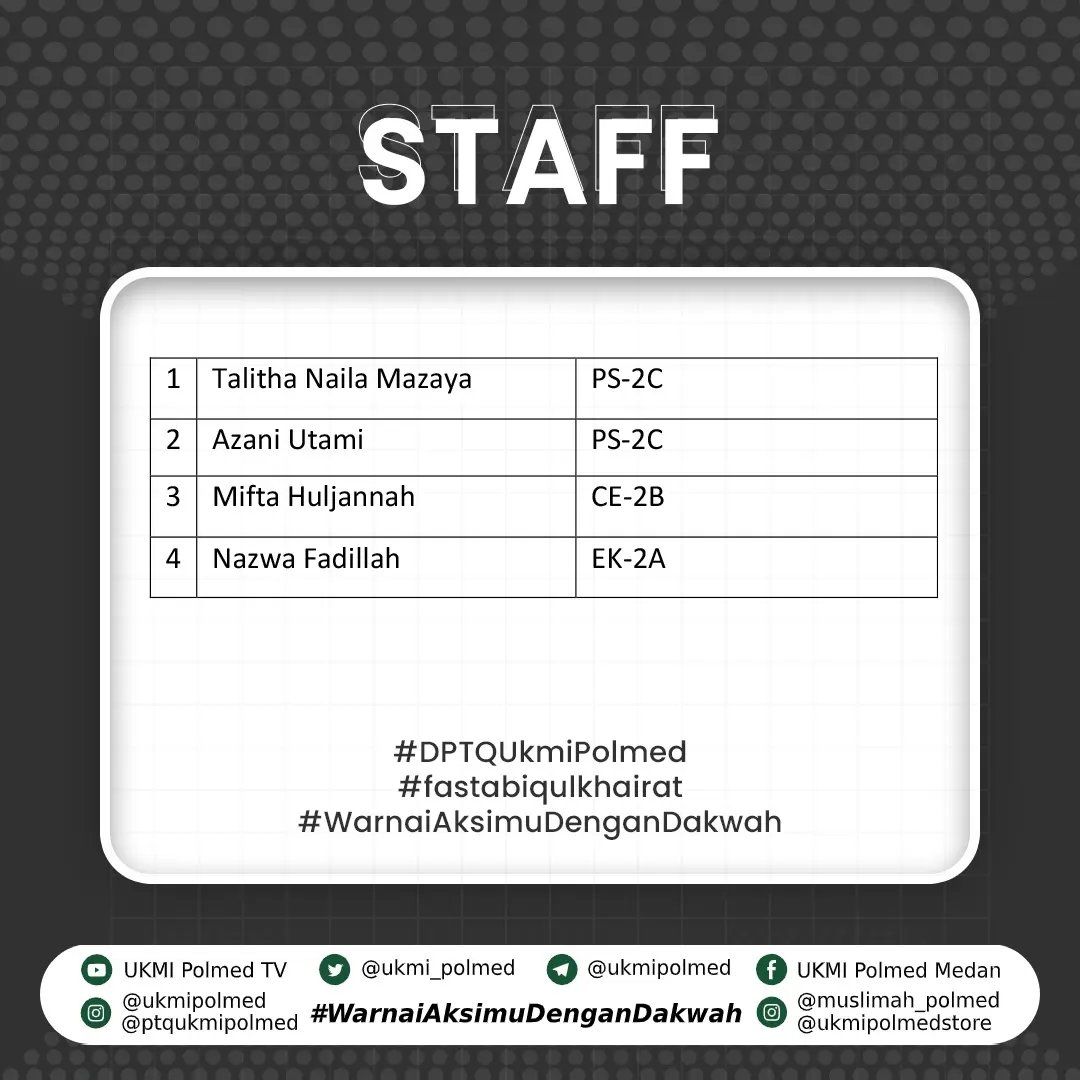 STAFF
1 Talitha Naila Mazaya PS-2C
2 Azani Utami PS-2C
3 Mifta Huljannah CE-2B
4 Nazwa Fadillah EK-2A
#DPTQUkmiPolmed
#fastabiqulkhairat
#WarnaiAksimuDenganDakwah
UKMI Polmed TV @ukmi_polmed @ukmipolmed UKMI Polmed Medan
@ukmipolmed
@ptqukmipolmed
#WarnaiAksimuDenganDakwah
@muslimah_polmed
@ukmipolmedstore